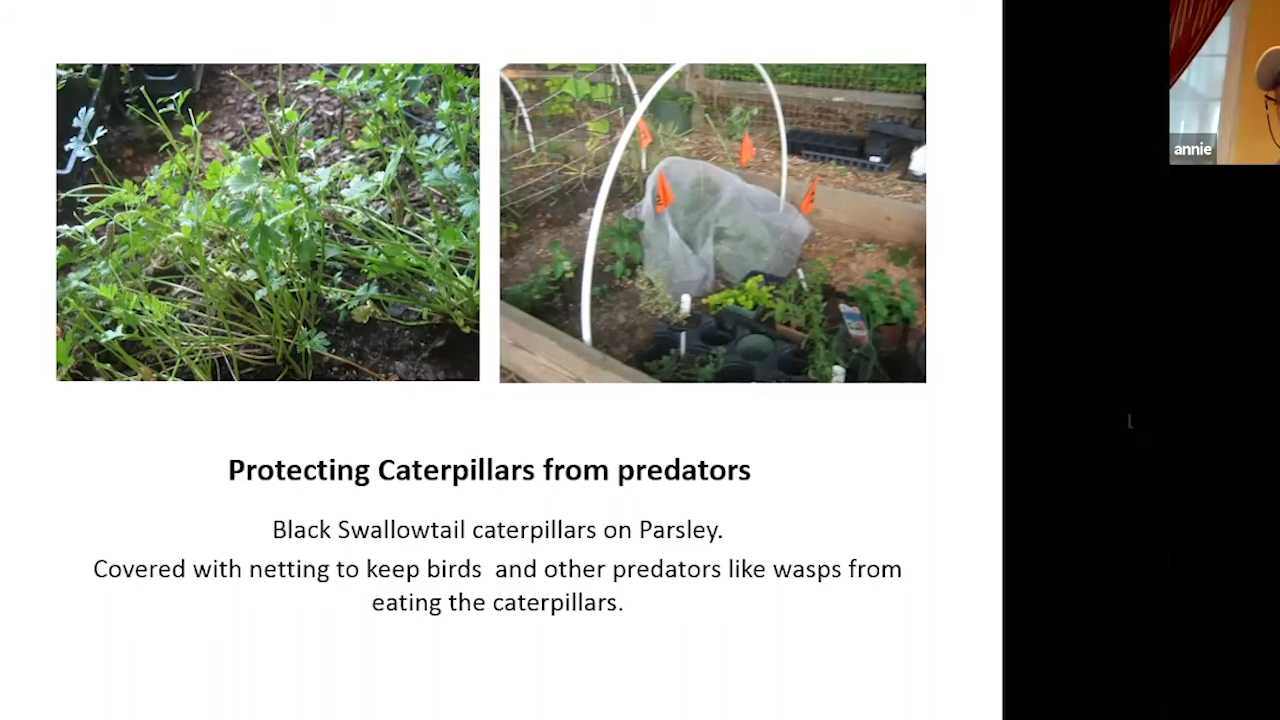 annie
Protecting Caterpillars from predators
Black Swallowtail caterpillars on Parsley.
Covered with netting to keep birds  and other predators like wasps from
eating the caterpillars.